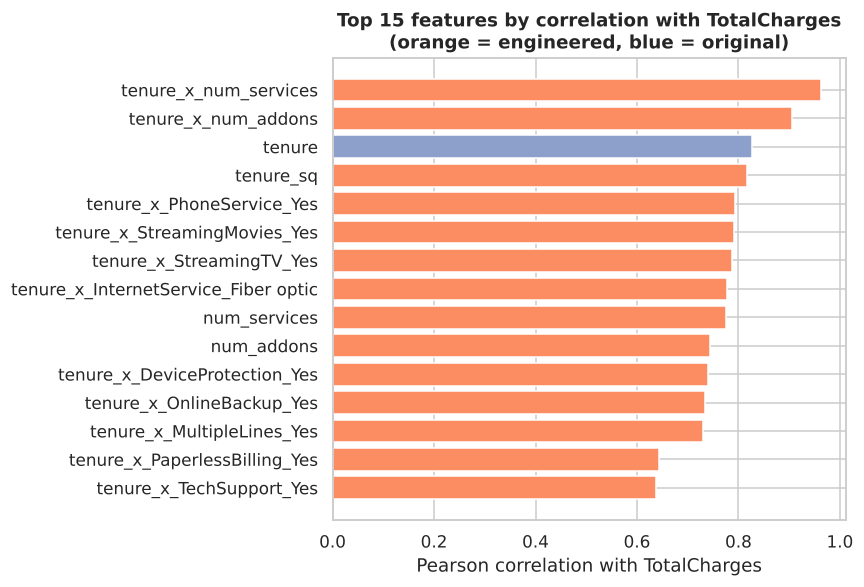 Top 15 features by correlation with TotalCharges
(orange = engineered, blue = original)
tenure_x_num_services
tenure_x_num_addons
tenure
tenure_sq
tenure_x_PhoneService_Yes
tenure_x_StreamingMovies_Yes
tenure_x_StreamingTV_Yes
tenure_x_InternetService_Fiber optic
num_services
num_addons
tenure_x_DeviceProtection_Yes
tenure_x_OnlineBackup_Yes
tenure_x_MultipleLines_Yes
tenure_x_PaperlessBilling_Yes
tenure_x_TechSupport_Yes
0.0 0.2 0.4 0.6 0.8 1.0
Pearson correlation with TotalCharges